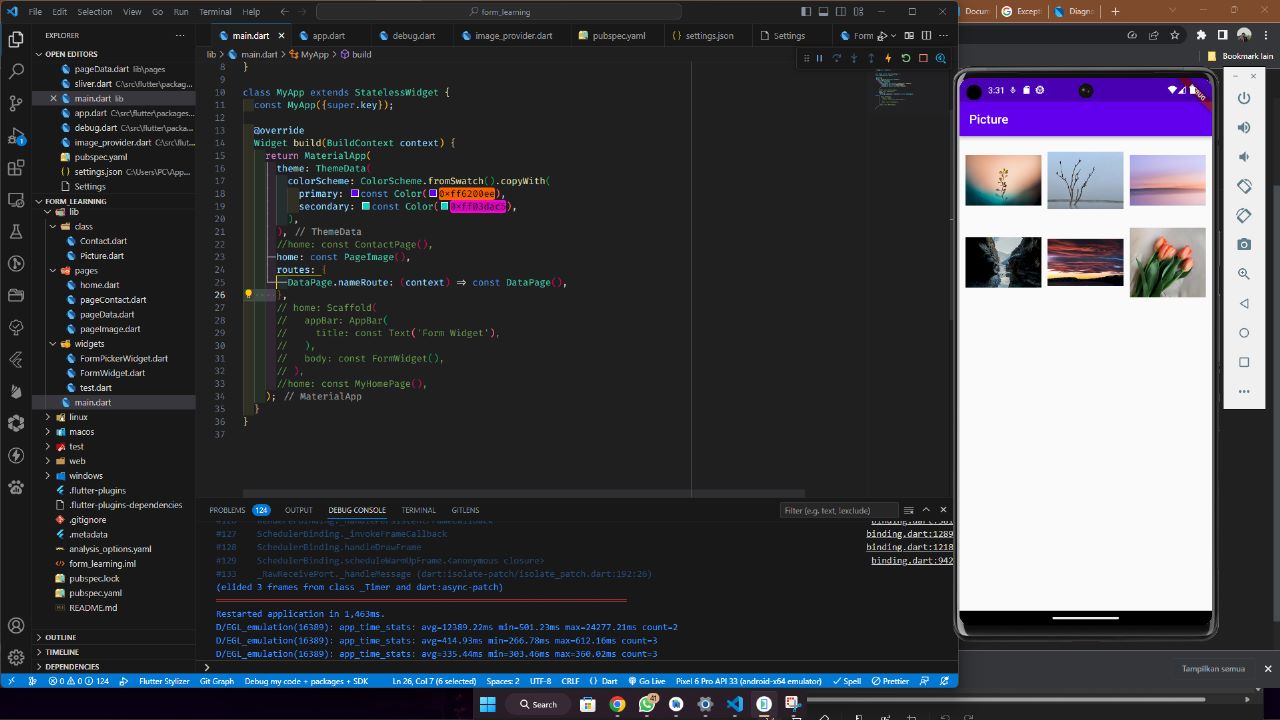 File Edit Selection View Go Run Terminal Help
form_learning
Docum
Excepti
Diagno
Bookmark lain
EXPLORER
OPEN EDITORS
pageData.dart lib\pages
sliver.dart C:\src\flutter\packag...
main.dart lib
app.dart C:\src\flutter\packages...
debug.dart C:\src\flutter\packa...
image_provider.dart C:\src\flut...
pubspec.yaml
settings.json C:\Users\PC\App...
Settings
FORM_LEARNING
lib
class
Contact.dart
Picture.dart
pages
home.dart
pageContact.dart
pageData.dart
pageImage.dart
widgets
FormPickerWidget.dart
FormWidget.dart
test.dart
main.dart
linux
macos
test
web
windows
.flutter-plugins
.flutter-plugins-dependencies
.gitignore
.metadata
analysis_options.yaml
form_learning.iml
pubspec.lock
pubspec.yaml
README.md
OUTLINE
TIMELINE
DEPENDENCIES
main.dart app.dart debug.dart image_provider.dart pubspec.yaml settings.json Settings Form
lib > main.dart > MyApp > build
8 }
9
10 class MyApp extends StatelessWidget {
11 const MyApp({super.key});
12
13 @override
14 Widget build(BuildContext context) {
15 return MaterialApp(
16 theme: ThemeData(
17 colorScheme: ColorScheme.fromSwatch().copyWith(
18 primary: const Color(0xff6200ee),
19 secondary: const Color(0xff03dac5),
20 ),
21 ), // ThemeData
22 //home: const ContactPage(),
23 home: const PageImage(),
24 routes: {
25 DataPage.nameRoute: (context) => const DataPage(),
26 },
27 // home: Scaffold(
28 // appBar: AppBar(
29 // title: const Text('Form Widget'),
30 // ),
31 // body: const FormWidget(),
32 // ),
33 //home: const MyHomePage(),
34 ); // MaterialApp
35 }
36 }
37
PROBLEMS 124 OUTPUT DEBUG CONSOLE TERMINAL GITLENS
Filter (e.g. text, !exclude)
#127 SchedulerBinding._invokeFrameCallback binding.dart:1289
#128 SchedulerBinding.handleDrawFrame binding.dart:1218
#129 SchedulerBinding.scheduleWarmUpFrame.<anonymous closure> binding.dart:942
#133 _RawReceivePort._handleMessage (dart:isolate-patch/isolate_patch.dart:192:26)
(elided 3 frames from class _Timer and dart:async-patch)
Restarted application in 1,463ms.
D/EGL_emulation(16389): app_time_stats: avg=12389.22ms min=501.23ms max=24277.21ms count=2
D/EGL_emulation(16389): app_time_stats: avg=414.93ms min=266.78ms max=612.16ms count=3
D/EGL_emulation(16389): app_time_stats: avg=335.44ms min=303.46ms max=360.02ms count=3
0 0 124 Flutter Stylizer Git Graph Debug my code + packages + SDK Ln 26, Col 7 (6 selected) Spaces: 2 UTF-8 CRLF {} Dart Go Live Pixel 6 Pro API 33 (android-x64 emulator) Spell Prettier
3:31
Picture
Tampilkan semua
Search
41